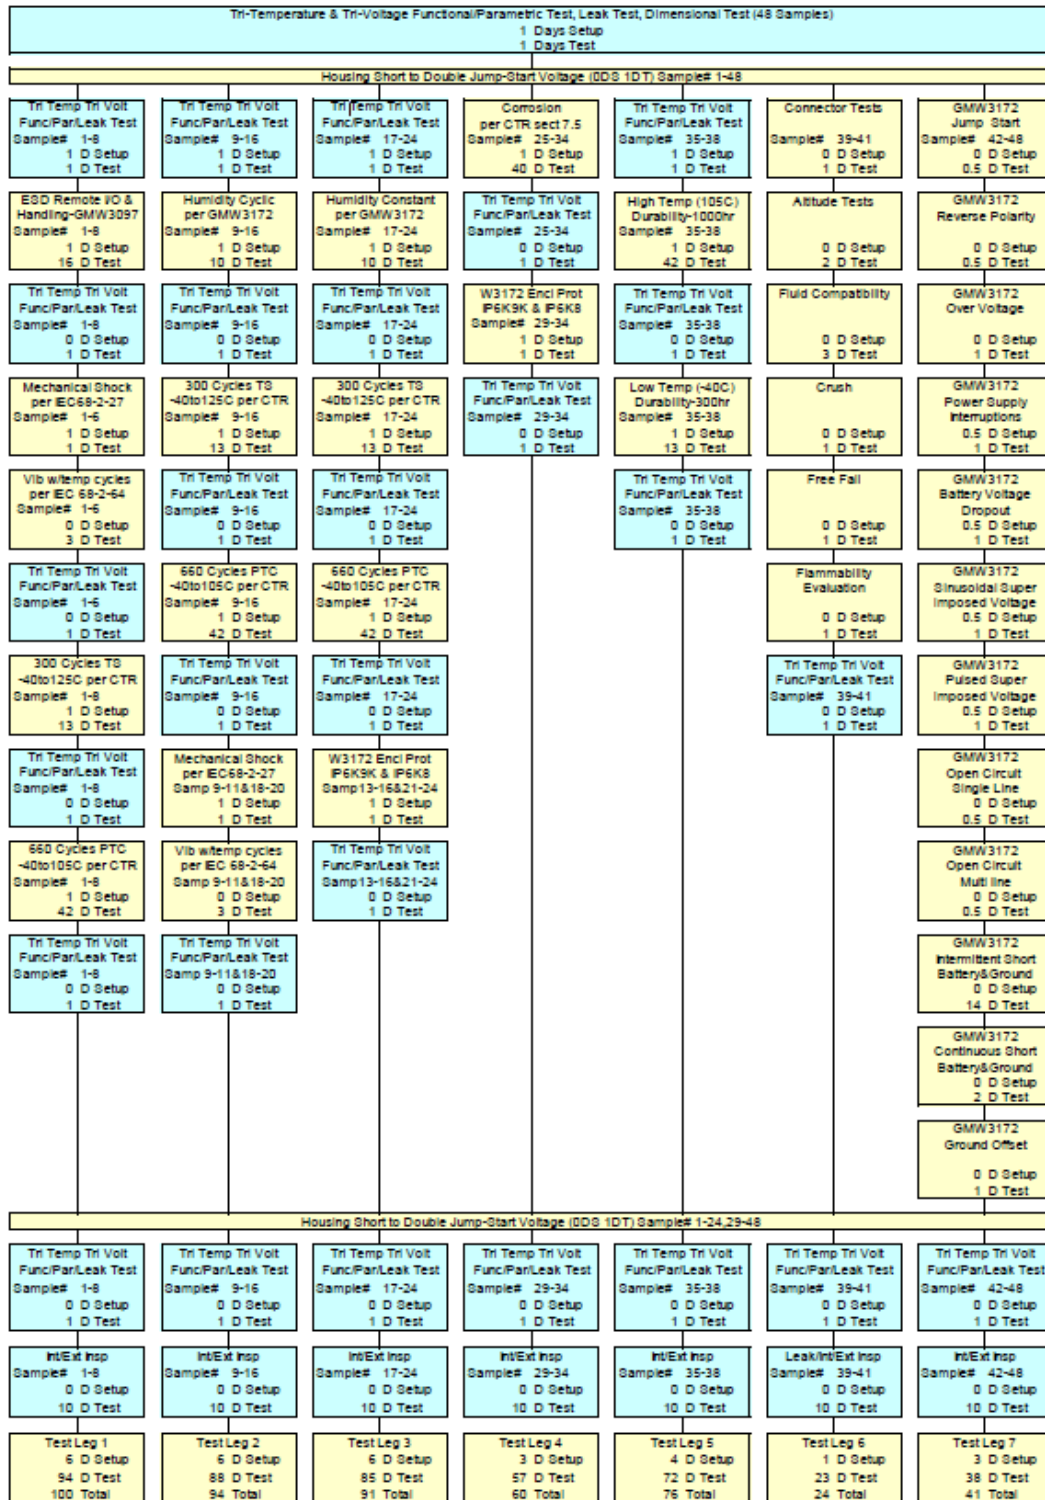 Tri-Temperature & Tri-Voltage Functional/Parametric Test, Leak Test, Dimensional Test (48 Samples)
1 Days Setup
1 Days Test
Housing Short to Double Jump-Start Voltage (0DS 1DT) Sample# 1-48
Tri Temp Tri Volt
Func/Par/Leak Test
Sample# 1-8
1 D Setup
1 D Test
ESD Remote I/O &
Handling-GMW3097
Sample# 1-8
1 D Setup
16 D Test
Tri Temp Tri Volt
Func/Par/Leak Test
Sample# 1-8
0 D Setup
1 D Test
Mechanical Shock
per IEC68-2-27
Sample# 1-6
1 D Setup
1 D Test
Vib w/temp cycles
per IEC 68-2-64
Sample# 1-6
0 D Setup
3 D Test
Tri Temp Tri Volt
Func/Par/Leak Test
Sample# 1-6
0 D Setup
1 D Test
300 Cycles TS
-40to125C per CTR
Sample# 1-8
1 D Setup
13 D Test
Tri Temp Tri Volt
Func/Par/Leak Test
Sample# 1-8
0 D Setup
1 D Test
660 Cycles PTC
-40to105C per CTR
Sample# 1-8
1 D Setup
42 D Test
Tri Temp Tri Volt
Func/Par/Leak Test
Sample# 1-8
0 D Setup
1 D Test
Tri Temp Tri Volt
Func/Par/Leak Test
Sample# 9-16
1 D Setup
1 D Test
Humidity Cyclic
per GMW3172
Sample# 9-16
1 D Setup
10 D Test
Tri Temp Tri Volt
Func/Par/Leak Test
Sample# 9-16
0 D Setup
1 D Test
300 Cycles TS
-40to125C per CTR
Sample# 9-16
1 D Setup
13 D Test
Tri Temp Tri Volt
Func/Par/Leak Test
Sample# 9-16
0 D Setup
1 D Test
660 Cycles PTC
-40to105C per CTR
Sample# 9-16
1 D Setup
42 D Test
Tri Temp Tri Volt
Func/Par/Leak Test
Sample# 9-16
0 D Setup
1 D Test
Mechanical Shock
per IEC68-2-27
Samp 9-11&18-20
1 D Setup
1 D Test
Vib w/temp cycles
per IEC 68-2-64
Samp 9-11&18-20
0 D Setup
3 D Test
Tri Temp Tri Volt
Func/Par/Leak Test
Samp 9-11&18-20
0 D Setup
1 D Test
Tri Temp Tri Volt
Func/Par/Leak Test
Sample# 17-24
1 D Setup
1 D Test
Humidity Constant
per GMW3172
Sample# 17-24
1 D Setup
10 D Test
Tri Temp Tri Volt
Func/Par/Leak Test
Sample# 17-24
0 D Setup
1 D Test
300 Cycles TS
-40to125C per CTR
Sample# 17-24
1 D Setup
13 D Test
Tri Temp Tri Volt
Func/Par/Leak Test
Sample# 17-24
0 D Setup
1 D Test
660 Cycles PTC
-40to105C per CTR
Sample# 17-24
1 D Setup
42 D Test
Tri Temp Tri Volt
Func/Par/Leak Test
Sample# 17-24
0 D Setup
1 D Test
W3172 Encl Prot
IP6K9K & IP6K8
Samp13-16&21-24
1 D Setup
1 D Test
Tri Temp Tri Volt
Func/Par/Leak Test
Samp13-16&21-24
0 D Setup
1 D Test
Corrosion
per CTR sect 7.5
Sample# 25-34
1 D Setup
40 D Test
Tri Temp Tri Volt
Func/Par/Leak Test
Sample# 25-34
0 D Setup
1 D Test
W3172 Encl Prot
IP6K9K & IP6K8
Sample# 29-34
1 D Setup
1 D Test
Tri Temp Tri Volt
Func/Par/Leak Test
Sample# 29-34
0 D Setup
1 D Test
Tri Temp Tri Volt
Func/Par/Leak Test
Sample# 35-38
1 D Setup
1 D Test
High Temp (105C)
Durability-1000hr
Sample# 35-38
1 D Setup
42 D Test
Tri Temp Tri Volt
Func/Par/Leak Test
Sample# 35-38
0 D Setup
1 D Test
Low Temp (-40C)
Durability-300hr
Sample# 35-38
1 D Setup
13 D Test
Tri Temp Tri Volt
Func/Par/Leak Test
Sample# 35-38
0 D Setup
1 D Test
Connector Tests
Sample# 39-41
0 D Setup
1 D Test
Altitude Tests
0 D Setup
2 D Test
Fluid Compatibility
0 D Setup
3 D Test
Crush
0 D Setup
1 D Test
Free Fall
0 D Setup
1 D Test
Flammability
Evaluation
0 D Setup
1 D Test
Tri Temp Tri Volt
Func/Par/Leak Test
Sample# 39-41
0 D Setup
1 D Test
GMW3172
Jump Start
Sample# 42-48
0 D Setup
0.5 D Test
GMW3172
Reverse Polarity
0 D Setup
0.5 D Test
GMW3172
Over Voltage
0 D Setup
1 D Test
GMW3172
Power Supply
Interruptions
0.5 D Setup
1 D Test
GMW3172
Battery Voltage
Dropout
0.5 D Setup
1 D Test
GMW3172
Sinusoidal Super
Imposed Voltage
0.5 D Setup
1 D Test
GMW3172
Pulsed Super
Imposed Voltage
0.5 D Setup
1 D Test
GMW3172
Open Circuit
Single Line
0 D Setup
0.5 D Test
GMW3172
Open Circuit
Multi line
0 D Setup
0.5 D Test
GMW3172
Intermittent Short
Battery&Ground
0 D Setup
14 D Test
GMW3172
Continuous Short
Battery&Ground
0 D Setup
2 D Test
GMW3172
Ground Offset
0 D Setup
1 D Test
Housing Short to Double Jump-Start Voltage (0DS 1DT) Sample# 1-24,29-48
Tri Temp Tri Volt
Func/Par/Leak Test
Sample# 1-8
0 D Setup
1 D Test
Int/Ext Insp
Sample# 1-8
0 D Setup
10 D Test
Test Leg 1
6 D Setup
94 D Test
100 Total
Tri Temp Tri Volt
Func/Par/Leak Test
Sample# 9-16
0 D Setup
1 D Test
Int/Ext Insp
Sample# 9-16
0 D Setup
10 D Test
Test Leg 2
6 D Setup
88 D Test
94 Total
Tri Temp Tri Volt
Func/Par/Leak Test
Sample# 17-24
0 D Setup
1 D Test
Int/Ext Insp
Sample# 17-24
0 D Setup
10 D Test
Test Leg 3
6 D Setup
85 D Test
91 Total
Tri Temp Tri Volt
Func/Par/Leak Test
Sample# 29-34
0 D Setup
1 D Test
Int/Ext Insp
Sample# 29-34
0 D Setup
10 D Test
Test Leg 4
3 D Setup
57 D Test
60 Total
Tri Temp Tri Volt
Func/Par/Leak Test
Sample# 35-38
0 D Setup
1 D Test
Int/Ext Insp
Sample# 35-38
0 D Setup
10 D Test
Test Leg 5
4 D Setup
72 D Test
76 Total
Tri Temp Tri Volt
Func/Par/Leak Test
Sample# 39-41
0 D Setup
1 D Test
Leak/Int/Ext Insp
Sample# 39-41
0 D Setup
10 D Test
Test Leg 6
1 D Setup
23 D Test
24 Total
Tri Temp Tri Volt
Func/Par/Leak Test
Sample# 42-48
0 D Setup
1 D Test
Int/Ext Insp
Sample# 42-48
0 D Setup
10 D Test
Test Leg 7
3 D Setup
38 D Test
41 Total